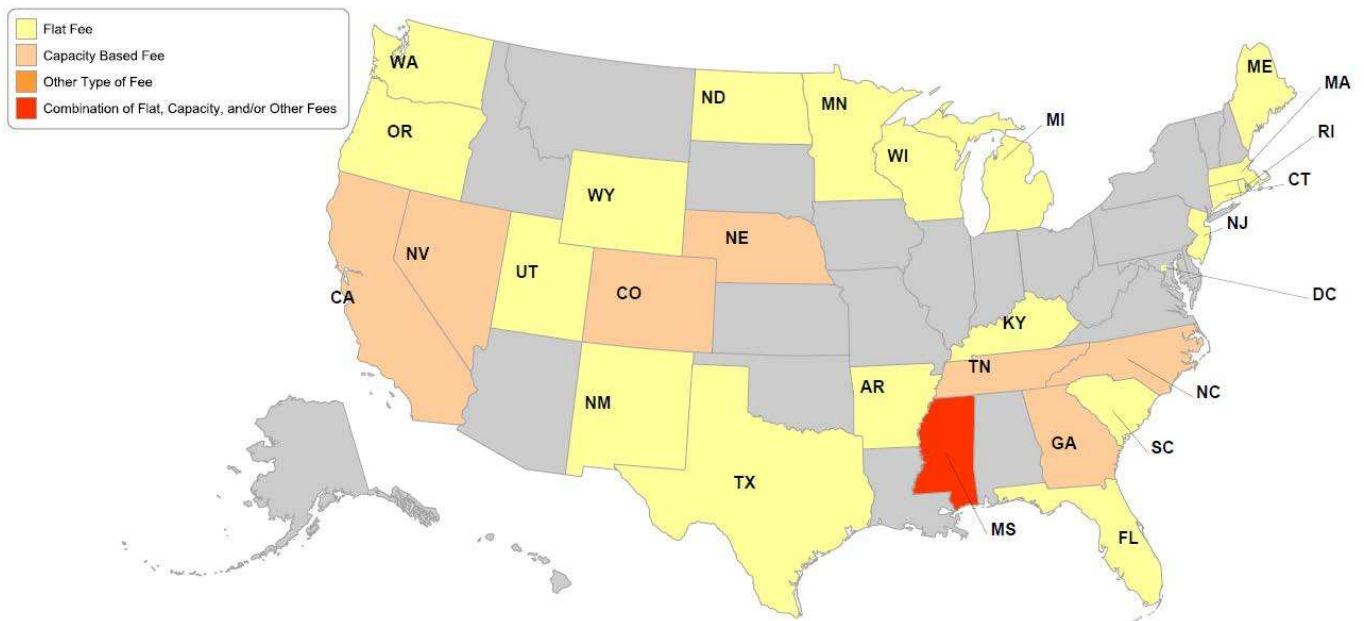 Flat Fee
Capacity Based Fee
Other Type of Fee
Combination of Flat, Capacity, and/or Other Fees
WA
ND
MN
ME
MA
OR
MI
RI
WI
CT
WY
NJ
NV
NE
UT
CO
CA
DC
KY
TN
AR
NC
NM
GA
SC
TX
MS
FL